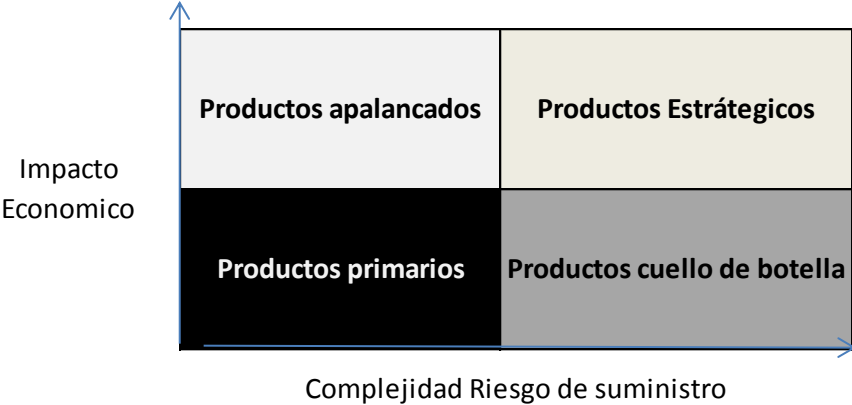 Productos apalancados
Productos Estrátegicos
Impacto
Economico
Productos primarios
Productos cuello de botella
Complejidad Riesgo de suministro